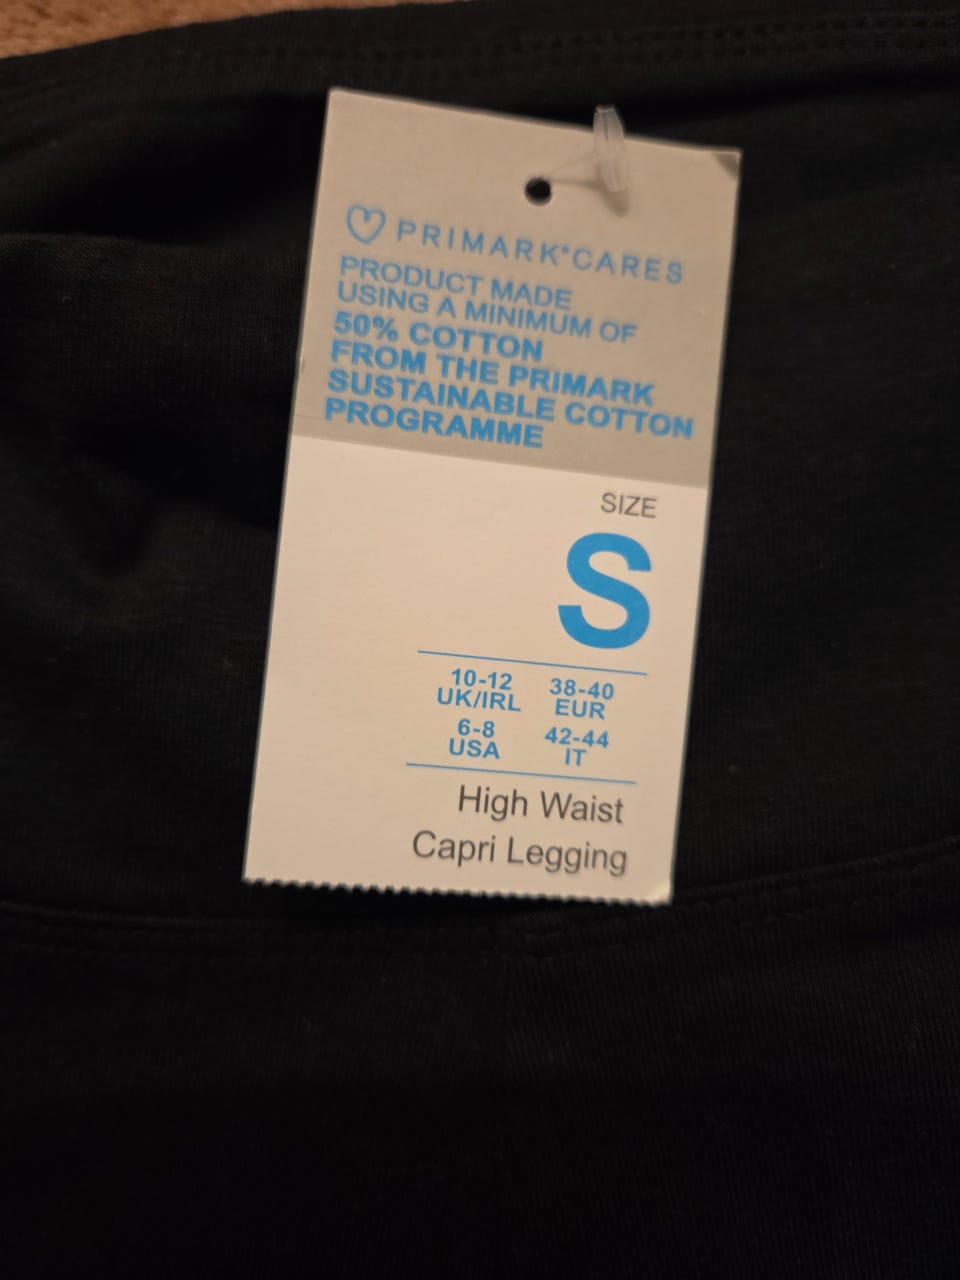 PRIMARK®CARES
PRODUCT MADE
USING A MINIMUM OF
50% COTTON
FROM THE PRIMARK
SUSTAINABLE COTTON
PROGRAMME
SIZE
S
10-12 38-40
UK/IRL EUR
6-8 42-44
USA IT
High Waist
Capri Legging